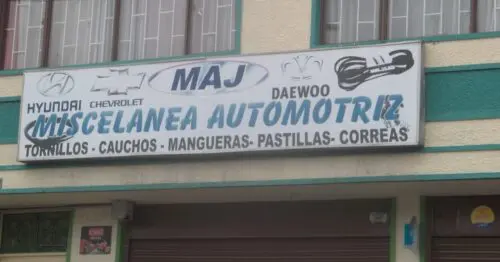 MAJ
HYUNDAI CHEVROLET DAEWOO
MISCELANEA AUTOMOTRIZ
TORNILLOS - CAUCHOS - MANGUERAS- PASTILLAS- CORREAS